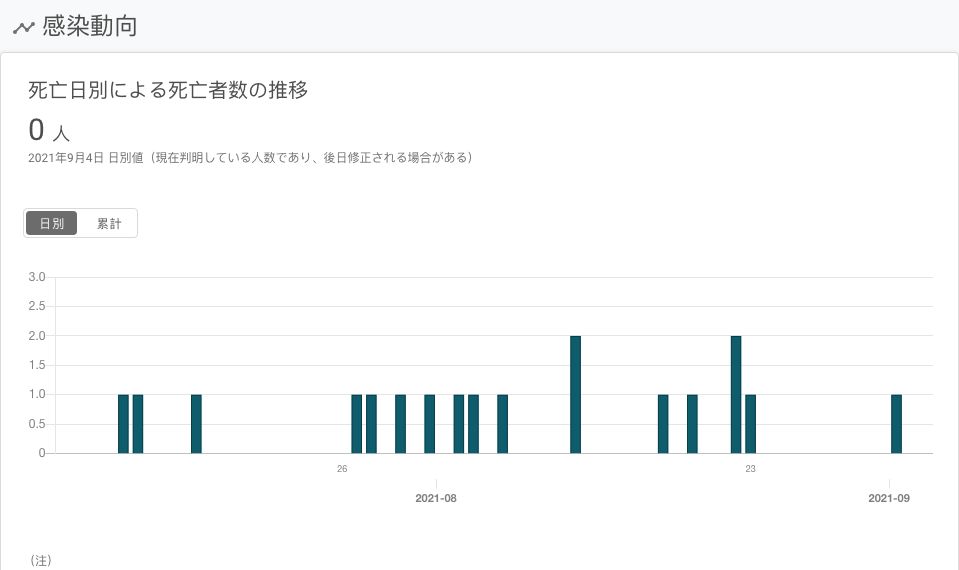 感染動向
死亡日別による死亡者数の推移
0 人
2021年9月4日 日別値（現在判明している人数であり、後日修正される場合がある）
日別 累計
3.0
2.5
2.0
1.5
1.0
0.5
0
26 23
2021-08 2021-09
（注）